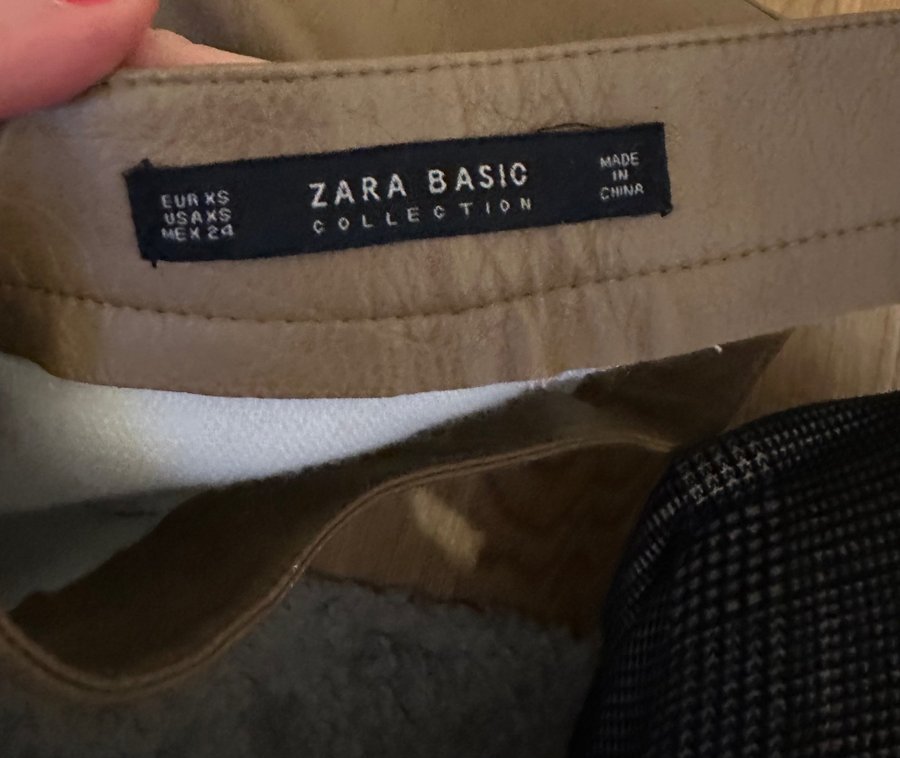 EUR XS
USA XS
MEX 24
ZARA BASIC
COLLECTION
MADE
IN
CHINA